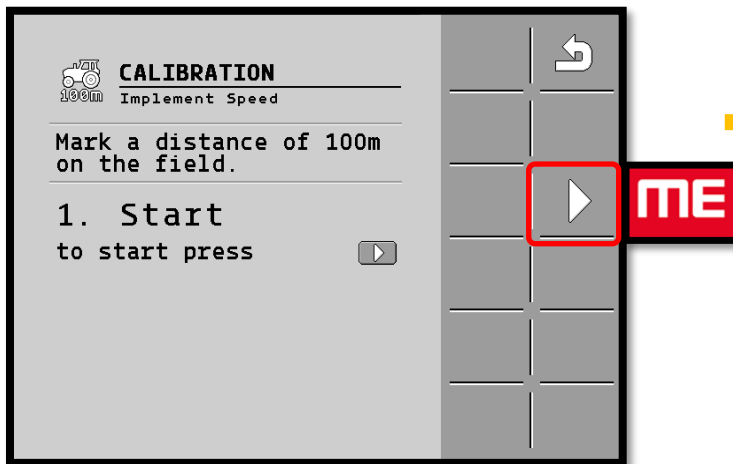 CALIBRATION
100m
Implement Speed
Mark a distance of 100m
on the field.
1. Start
to start press
ME